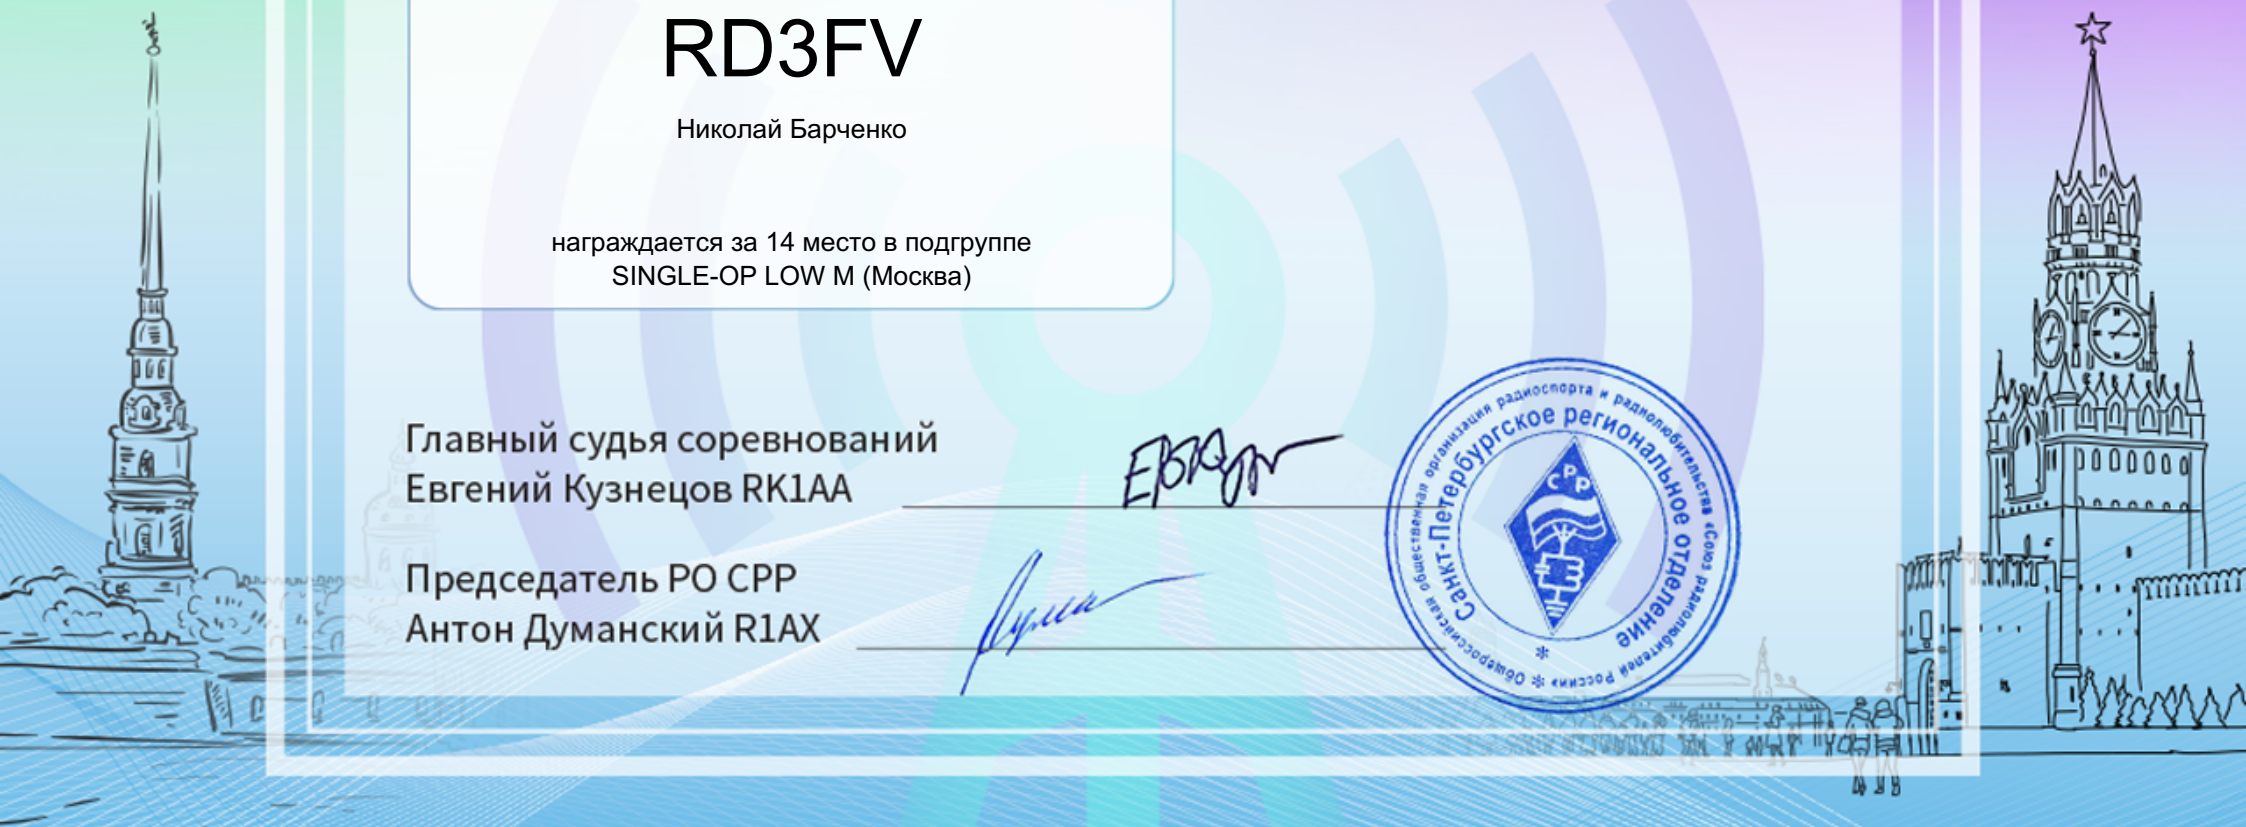 RD3FV
Николай Барченко
награждается за 14 место в подгруппе
SINGLE-OP LOW M (Москва)
Главный судья соревнований
Евгений Кузнецов RK1AA
Председатель РО СРР
Антон Думанский R1AX
Общероссийская общественная организация радиоспорта и радиолюбительства «Союз радиолюбителей России»
Санкт-Петербургское региональное отделение
СРР